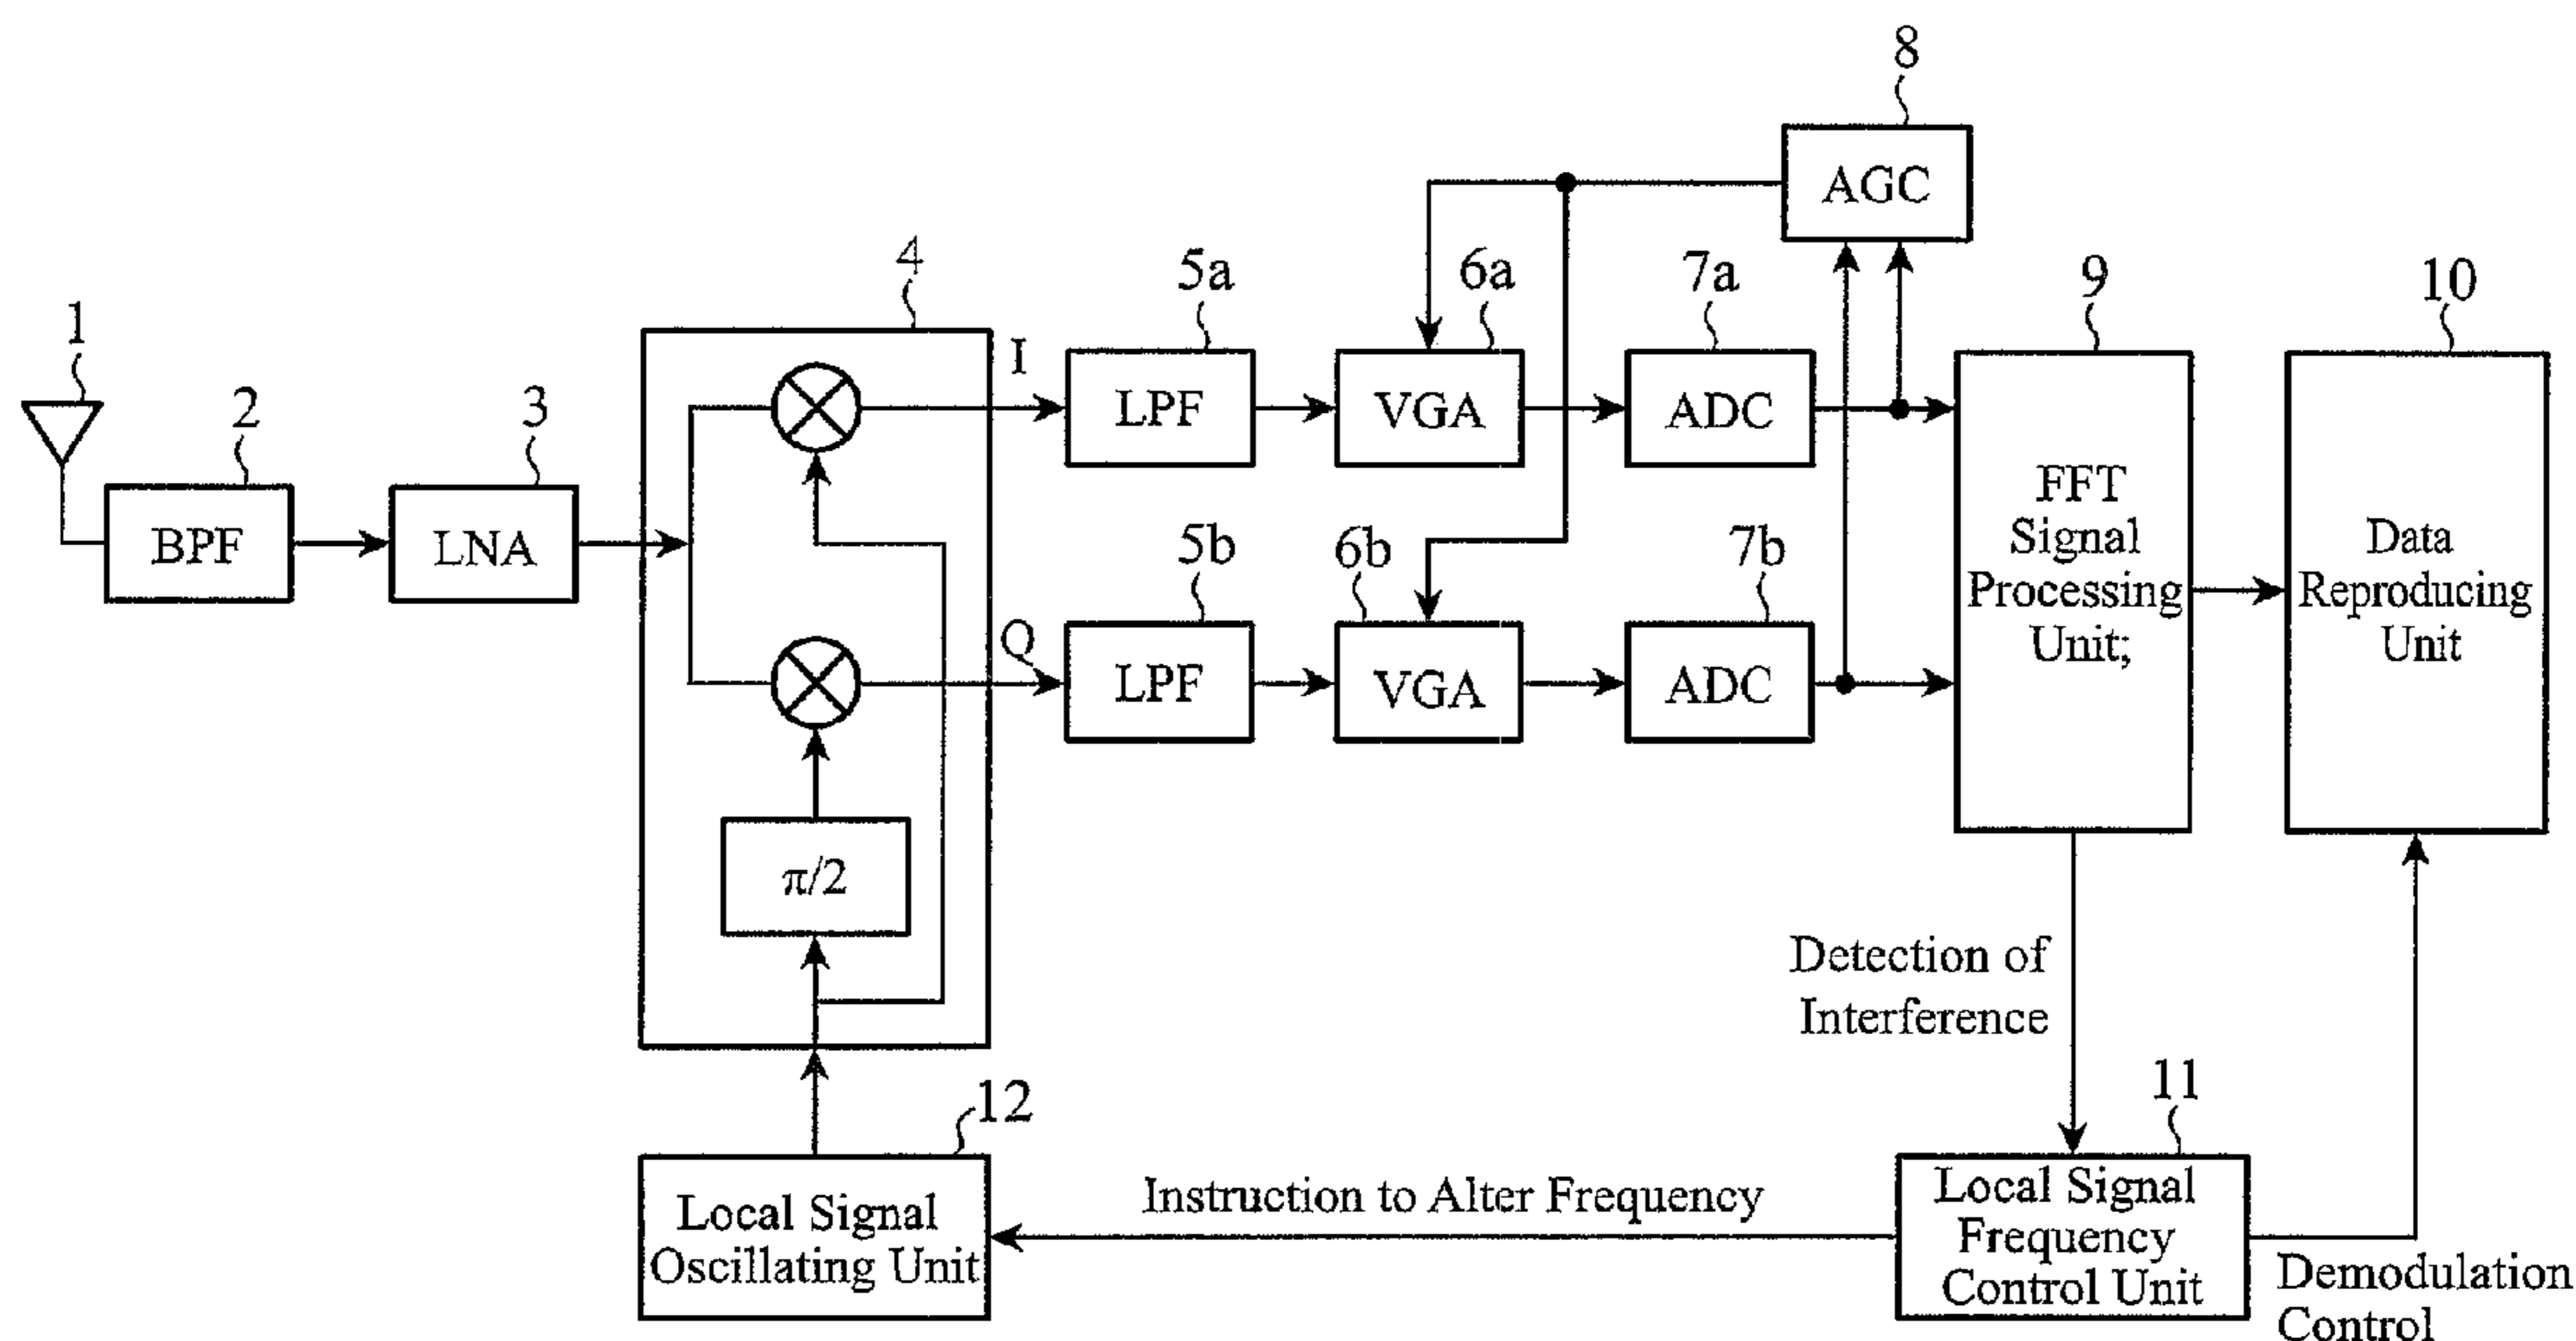 8
AGC
4
5a
6a
7a
9
10
1
I
2
3
LPF
VGA
ADC
FFT
Signal
Processing
Unit;
Data
Reproducing
Unit
BPF
LNA
5b
6b
7b
Q
LPF
VGA
ADC
π/2
Detection of
Interference
12
11
Local Signal
Oscillating Unit
Instruction to Alter Frequency
Local Signal
Frequency
Control Unit
Demodulation
Control